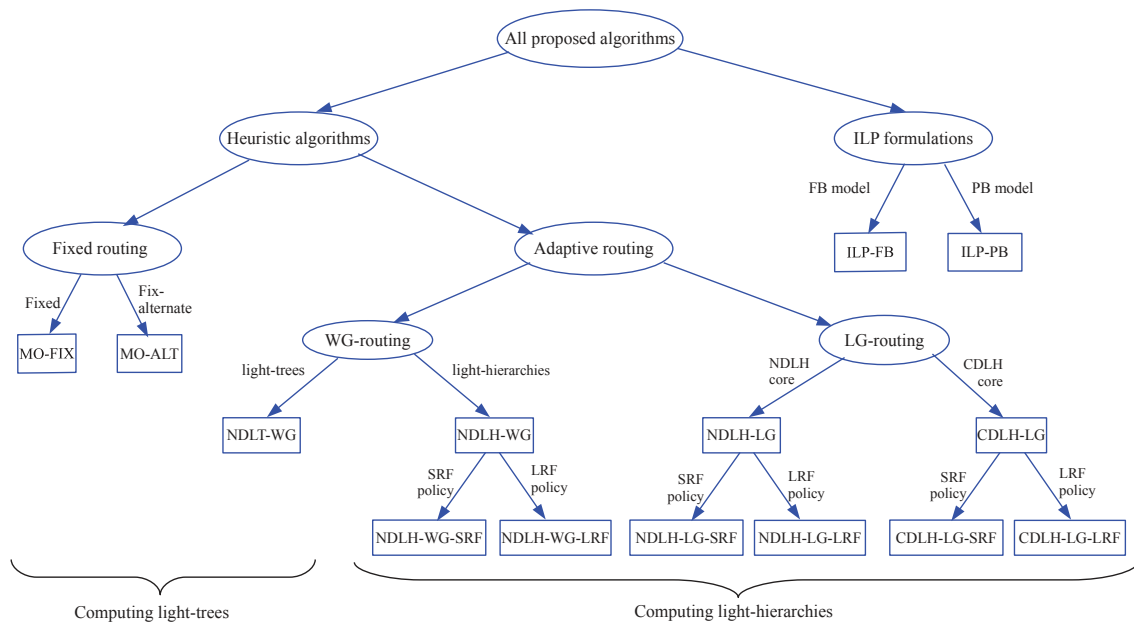 All proposed algorithms
Heuristic algorithms
ILP formulations
FB model
PB model
Fixed routing
Adaptive routing
ILP-FB
ILP-PB
Fixed
Fix-
alternate
MO-FIX
MO-ALT
WG-routing
LG-routing
light-trees
light-hierarchies
NDLH
core
CDLH
core
NDLT-WG
NDLH-WG
NDLH-LG
CDLH-LG
SRF
policy
LRF
policy
SRF
policy
LRF
policy
SRF
policy
LRF
policy
NDLH-WG-SRF
NDLH-WG-LRF
NDLH-LG-SRF
NDLH-LG-LRF
CDLH-LG-SRF
CDLH-LG-LRF
Computing light-trees
Computing light-hierarchies